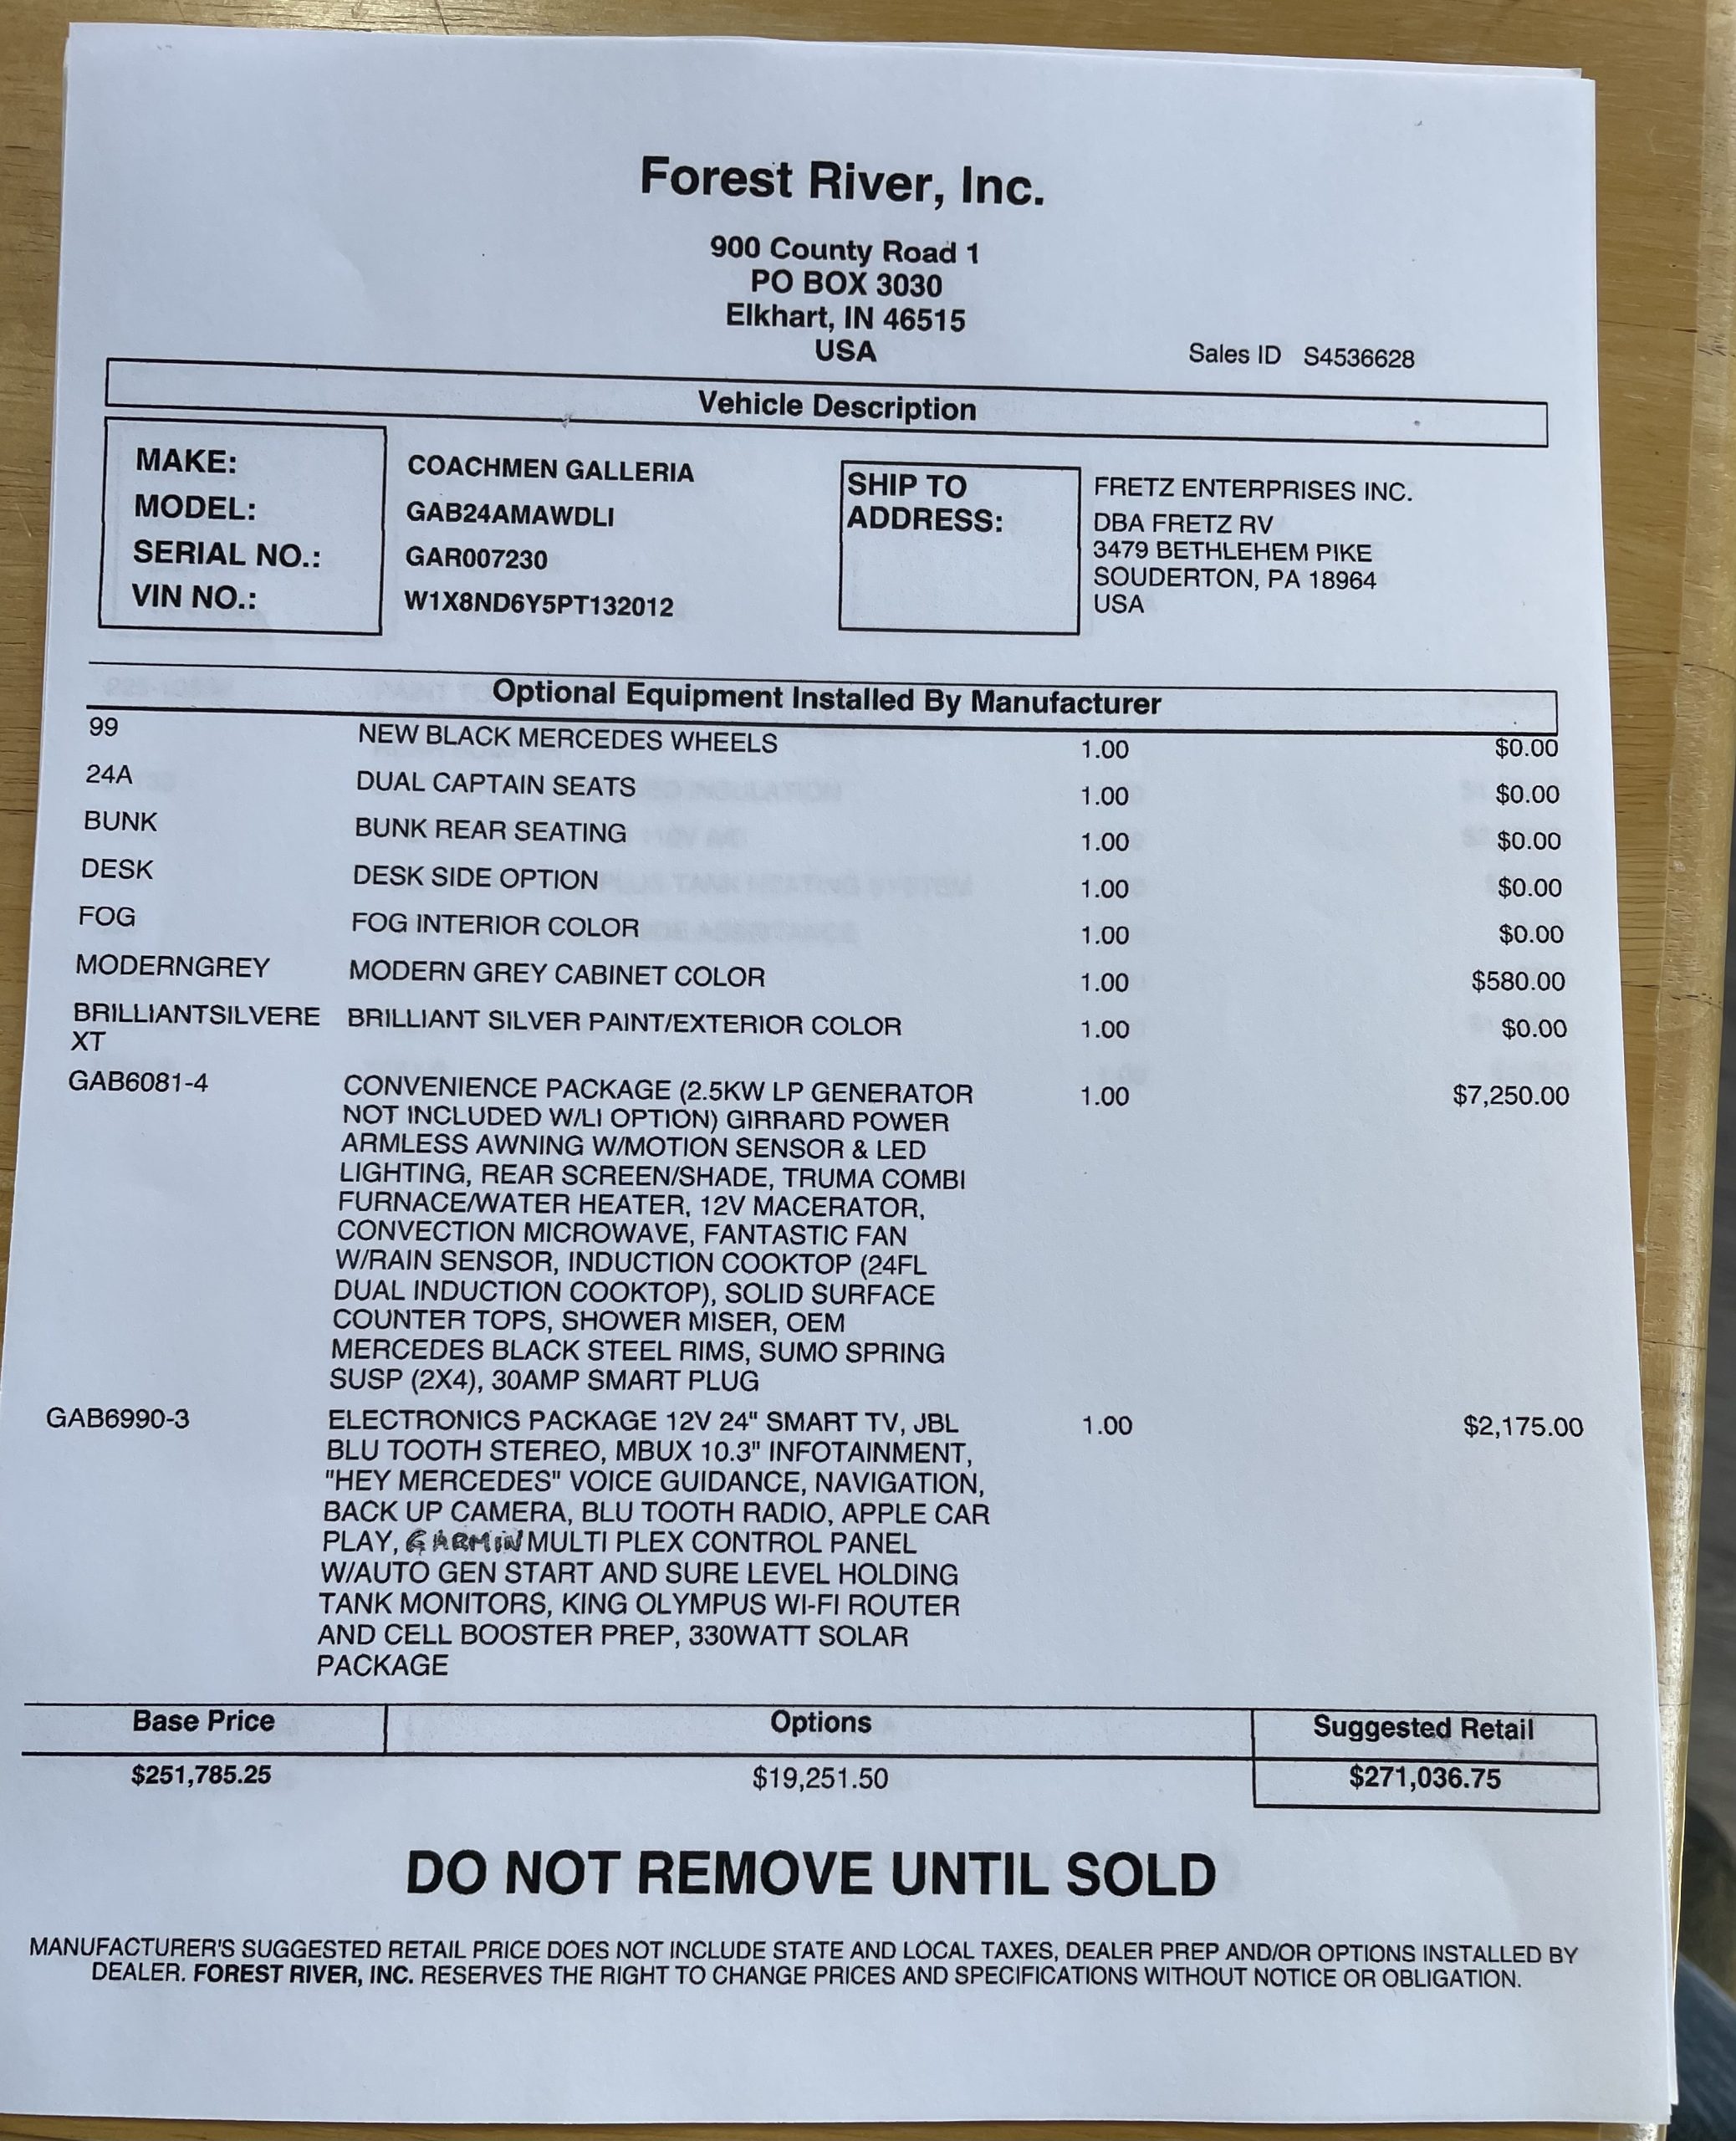 Forest River, Inc.
900 County Road 1
PO BOX 3030
Elkhart, IN 46515
USA
Sales ID S4536628
Vehicle Description
MAKE: COACHMEN GALLERIA
MODEL: GAB24AMAWDLI
SERIAL NO.: GAR007230
VIN NO.: W1X8ND6Y5PT132012
SHIP TO
ADDRESS:
FRETZ ENTERPRISES INC.
DBA FRETZ RV
3479 BETHLEHEM PIKE
SOUDERTON, PA 18964
USA
Optional Equipment Installed By Manufacturer
99 NEW BLACK MERCEDES WHEELS 1.00 $0.00
24A DUAL CAPTAIN SEATS 1.00 $0.00
BUNK BUNK REAR SEATING 1.00 $0.00
DESK DESK SIDE OPTION 1.00 $0.00
FOG FOG INTERIOR COLOR 1.00 $0.00
MODERNGREY MODERN GREY CABINET COLOR 1.00 $580.00
BRILLIANTSILVERE BRILLIANT SILVER PAINT/EXTERIOR COLOR 1.00 $0.00
XT
GAB6081-4 CONVENIENCE PACKAGE (2.5KW LP GENERATOR 1.00 $7,250.00
NOT INCLUDED W/LI OPTION) GIRRARD POWER
ARMLESS AWNING W/MOTION SENSOR & LED
LIGHTING, REAR SCREEN/SHADE, TRUMA COMBI
FURNACE/WATER HEATER, 12V MACERATOR,
CONVECTION MICROWAVE, FANTASTIC FAN
W/RAIN SENSOR, INDUCTION COOKTOP (24FL
DUAL INDUCTION COOKTOP), SOLID SURFACE
COUNTER TOPS, SHOWER MISER, OEM
MERCEDES BLACK STEEL RIMS, SUMO SPRING
SUSP (2X4), 30AMP SMART PLUG
GAB6990-3 ELECTRONICS PACKAGE 12V 24" SMART TV, JBL 1.00 $2,175.00
BLU TOOTH STEREO, MBUX 10.3" INFOTAINMENT,
"HEY MERCEDES" VOICE GUIDANCE, NAVIGATION,
BACK UP CAMERA, BLU TOOTH RADIO, APPLE CAR
PLAY, GARMIN MULTI PLEX CONTROL PANEL
W/AUTO GEN START AND SURE LEVEL HOLDING
TANK MONITORS, KING OLYMPUS WI-FI ROUTER
AND CELL BOOSTER PREP, 330WATT SOLAR
PACKAGE
Base Price Options Suggested Retail
$251,785.25 $19,251.50 $271,036.75
DO NOT REMOVE UNTIL SOLD
MANUFACTURER'S SUGGESTED RETAIL PRICE DOES NOT INCLUDE STATE AND LOCAL TAXES, DEALER PREP AND/OR OPTIONS INSTALLED BY
DEALER. FOREST RIVER, INC. RESERVES THE RIGHT TO CHANGE PRICES AND SPECIFICATIONS WITHOUT NOTICE OR OBLIGATION.